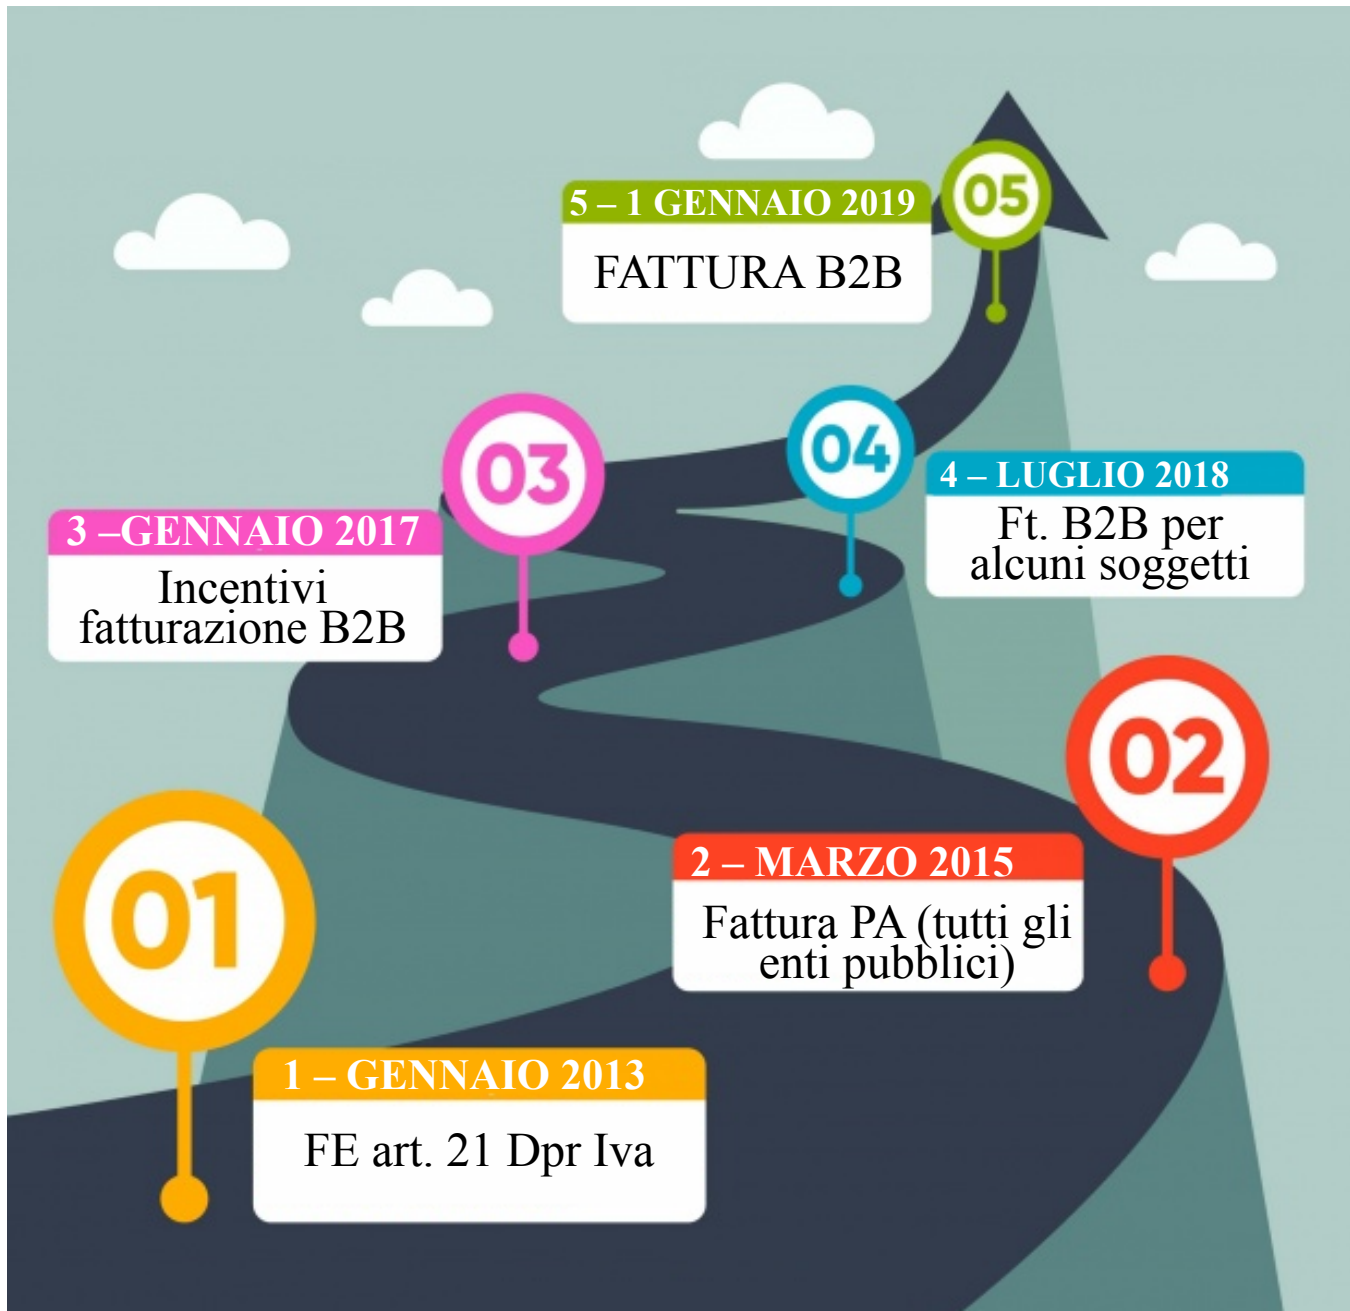 05
5 – 1 GENNAIO 2019
FATTURA B2B
03
04
4 – LUGLIO 2018
Ft. B2B per
alcuni soggetti
3 –GENNAIO 2017
Incentivi
fatturazione B2B
02
2 – MARZO 2015
Fattura PA (tutti gli
enti pubblici)
01
1 – GENNAIO 2013
FE art. 21 Dpr Iva